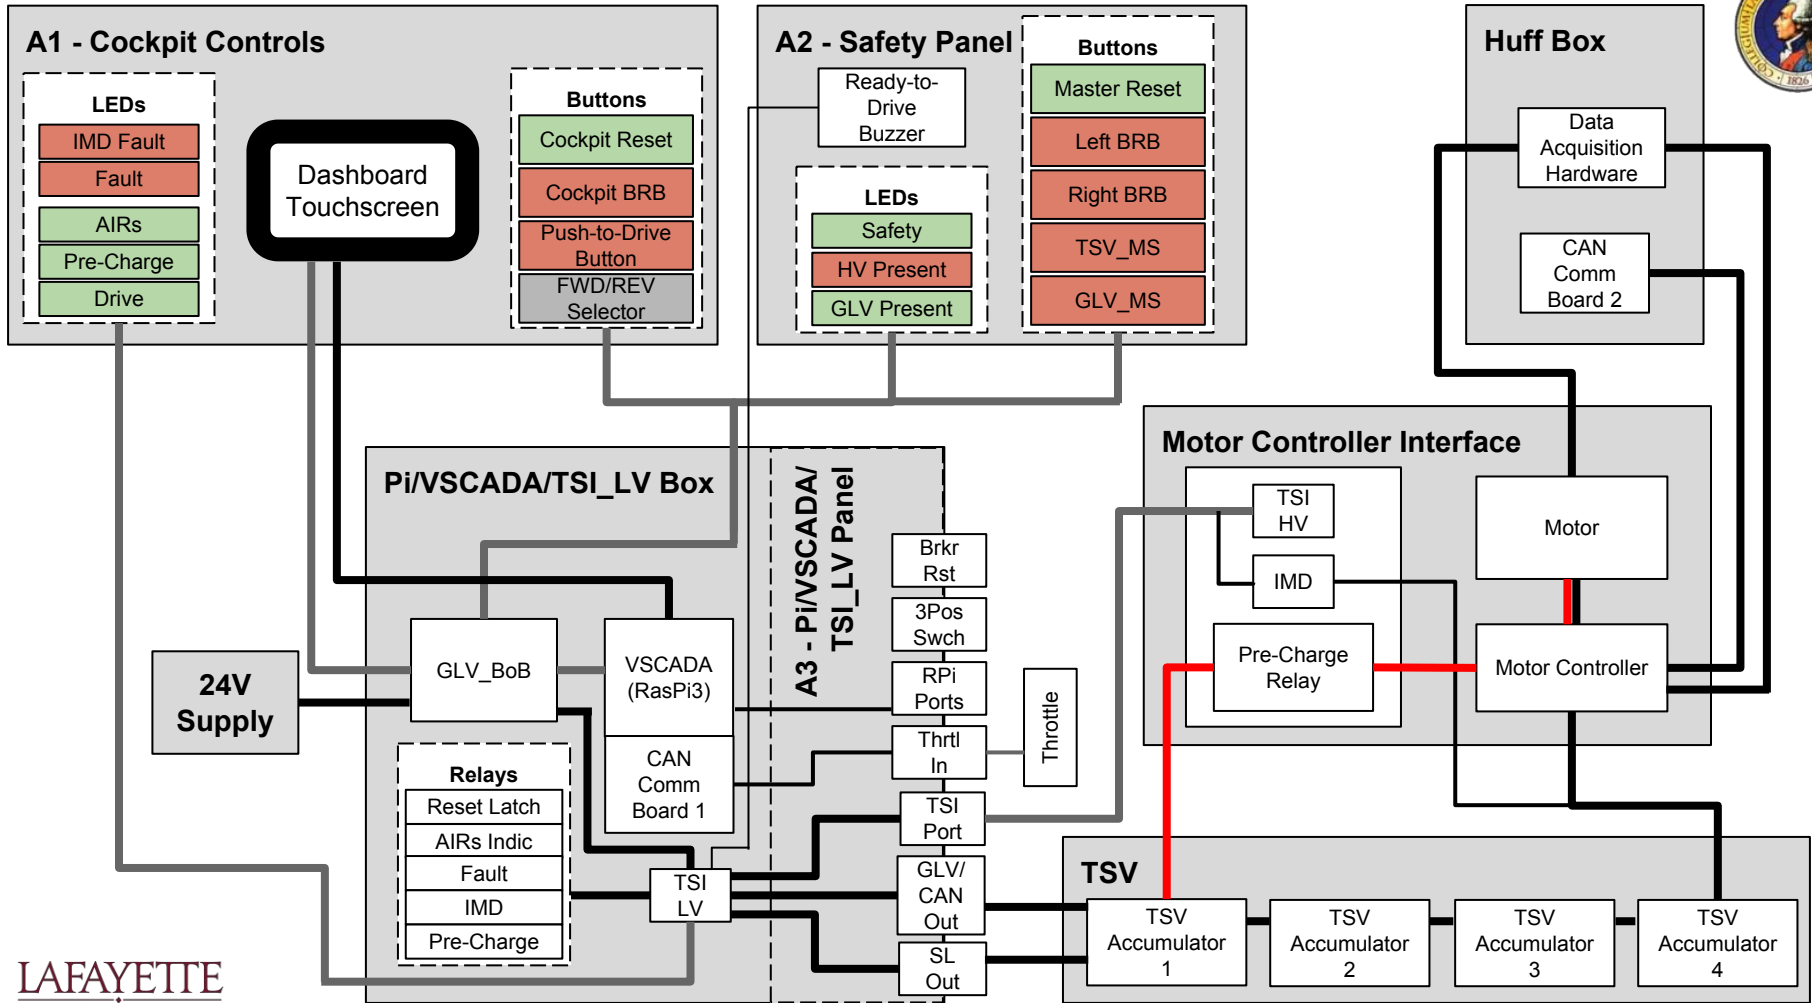 A1 - Cockpit Controls
LEDs
IMD Fault
Fault
AIRs
Pre-Charge
Drive
Dashboard
Touchscreen
Buttons
Cockpit Reset
Cockpit BRB
Push-to-Drive
Button
FWD/REV
Selector
A2 - Safety Panel
Ready-to-
Drive
Buzzer
LEDs
Safety
HV Present
GLV Present
Buttons
Master Reset
Left BRB
Right BRB
TSV_MS
GLV_MS
Huff Box
Data
Acquisition
Hardware
CAN
Comm
Board 2
1826
Pi/VSCADA/TSI_LV Box
A3 - Pi/VSCADA/
TSI_LV Panel
GLV_BoB
VSCADA
(RasPi3)
CAN
Comm
Board 1
24V
Supply
Relays
Reset Latch
AIRs Indic
Fault
IMD
Pre-Charge
TSI
LV
Brkr
Rst
3Pos
Swch
RPi
Ports
Thrtl
In
TSI
Port
GLV/
CAN
Out
SL
Out
Throttle
Motor Controller Interface
TSI
HV
IMD
Pre-Charge
Relay
Motor
Motor Controller
TSV
TSV
Accumulator
1
TSV
Accumulator
2
TSV
Accumulator
3
TSV
Accumulator
4
LAFAYETTE